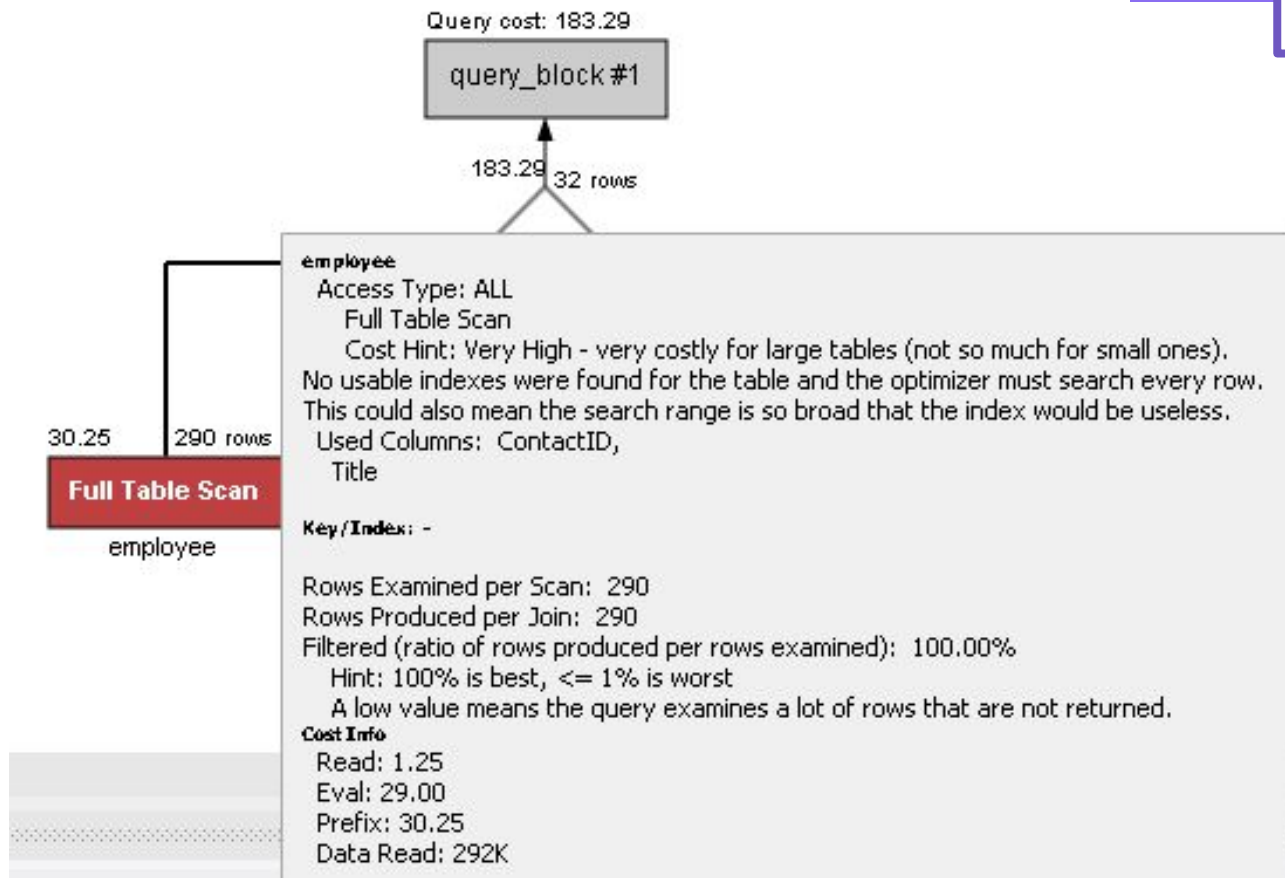 Query cost: 183.29
query_block #1
183.29
32 rows
30.25
290 rows
Full Table Scan
employee
employee
Access Type: ALL
Full Table Scan
Cost Hint: Very High - very costly for large tables (not so much for small ones).
No usable indexes were found for the table and the optimizer must search every row.
This could also mean the search range is so broad that the index would be useless.
Used Columns: ContactID,
Title
Key/Index: -
Rows Examined per Scan: 290
Rows Produced per Join: 290
Filtered (ratio of rows produced per rows examined): 100.00%
Hint: 100% is best, <= 1% is worst
A low value means the query examines a lot of rows that are not returned.
Cost Info
Read: 1.25
Eval: 29.00
Prefix: 30.25
Data Read: 292K